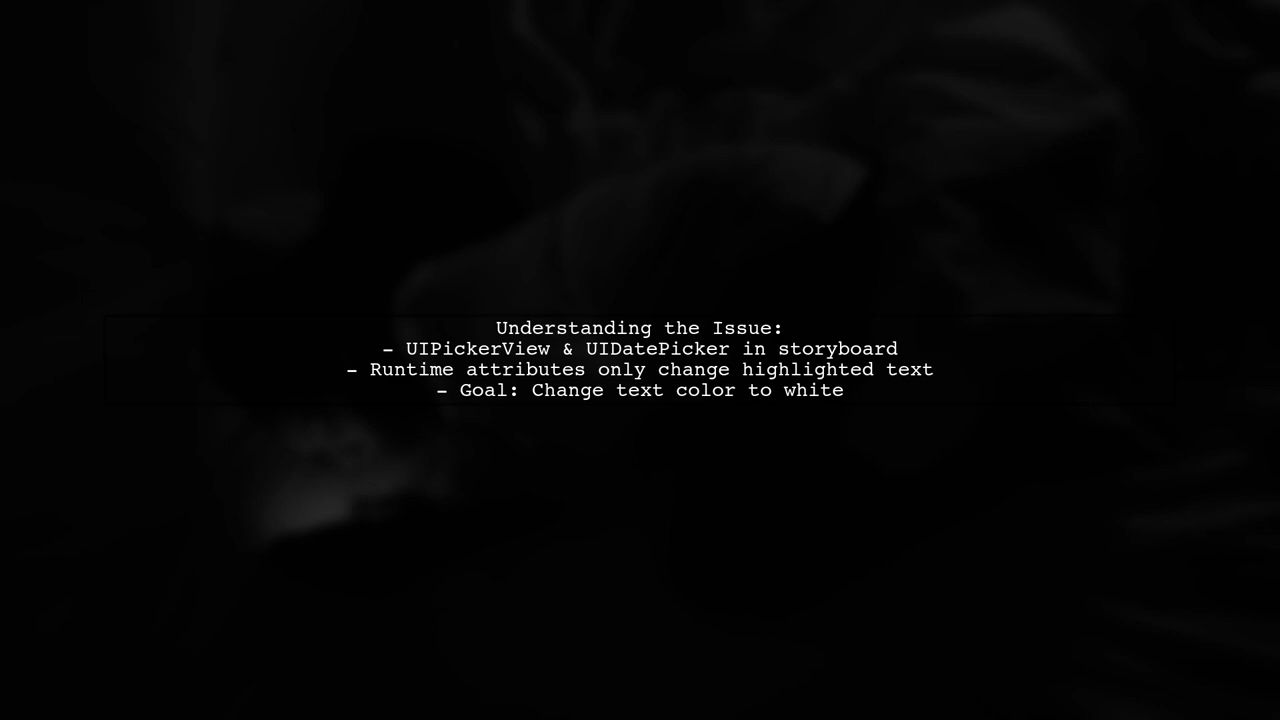 Understanding the Issue:
– UIPickerView & UIDatePicker in storyboard
– Runtime attributes only change highlighted text
– Goal: Change text color to white